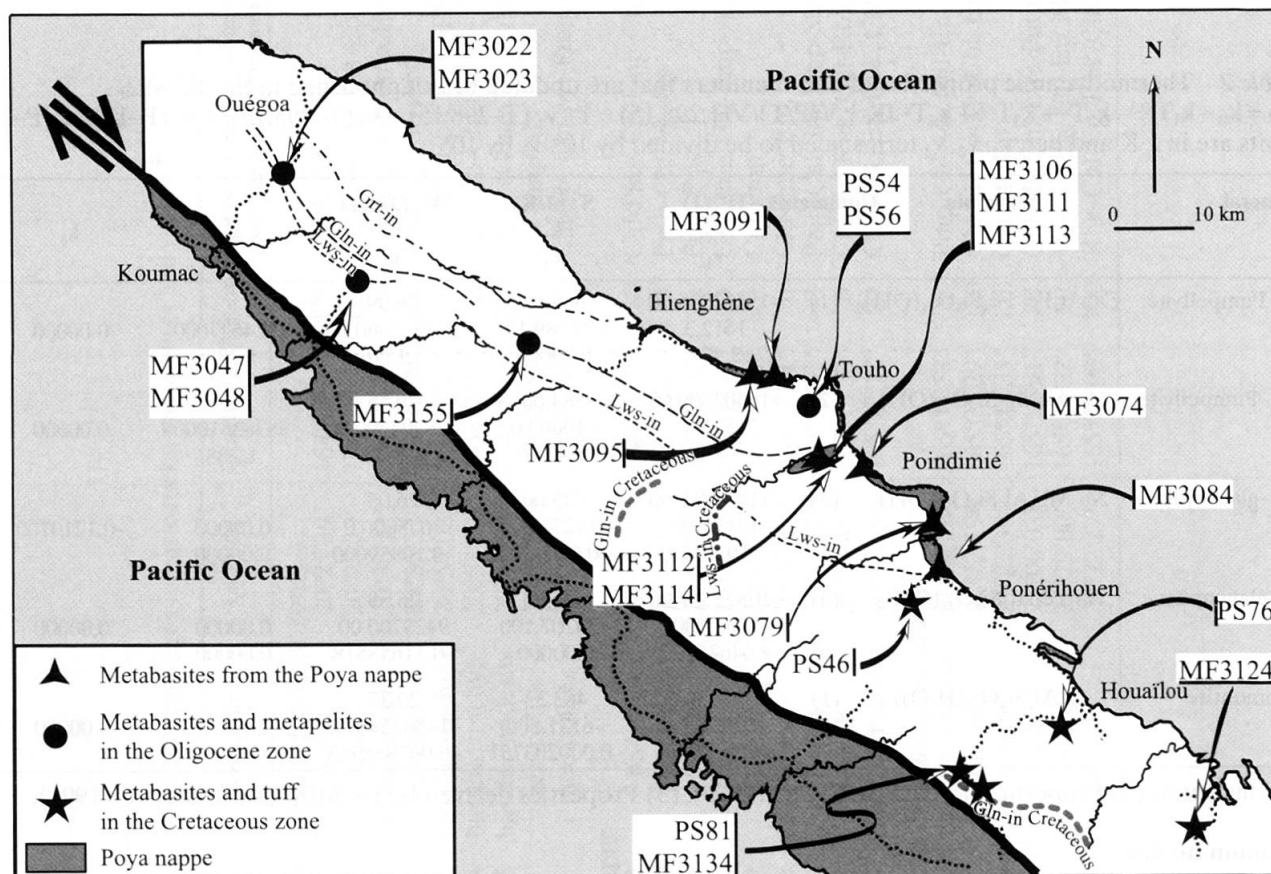 MF3022
MF3023
Pacific Ocean
N
Ouégoa
0 10 km
PS54
PS56
MF3106
MF3111
MF3113
MF3091
Grt-in
Gln-in
Lws-in
Koumac
Hienghène
Touho
MF3047
MF3048
MF3155
MF3074
Lws-in
Gln-in
MF3095
Poindimié
Gln-in Cretaceous
Lws-in Cretaceous
MF3084
Lws-in
MF3112
MF3114
Pacific Ocean
Ponérihouen
MF3079
PS46
PS76
MF3124
Houaïlou
Metabasites from the Poya nappe
Metabasites and metapelites
in the Oligocene zone
Metabasites and tuff
in the Cretaceous zone
Poya nappe
Gln-in Cretaceous
PS81
MF3134